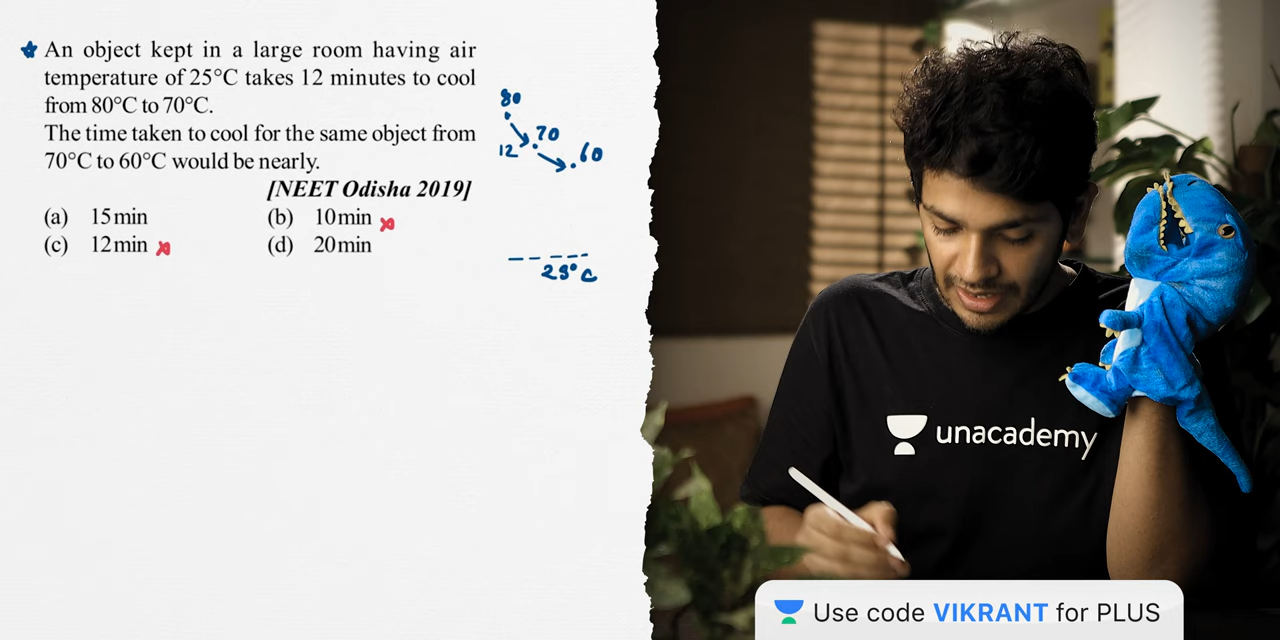 An object kept in a large room having air
temperature of 25°C takes 12 minutes to cool
from 80°C to 70°C.
The time taken to cool for the same object from
70°C to 60°C would be nearly.
[NEET Odisha 2019]
(a) 15 min (b) 10 min
(c) 12 min (d) 20 min
80
70
12
60
25°C
unacademy
Use code VIKRANT for PLUS